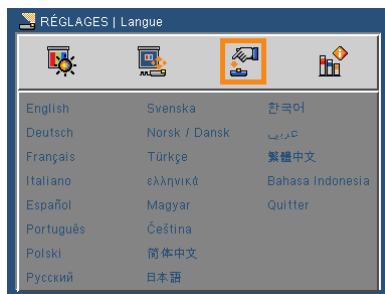 RÉGLAGES | Langue
English Svenska 한국어
Deutsch Norsk / Dansk عربي
Français Türkçe 繁體中文
Italiano ελληνικά Bahasa Indonesia
Español Magyar Quitter
Português Čeština
Polski 简体中文
Русский 日本語